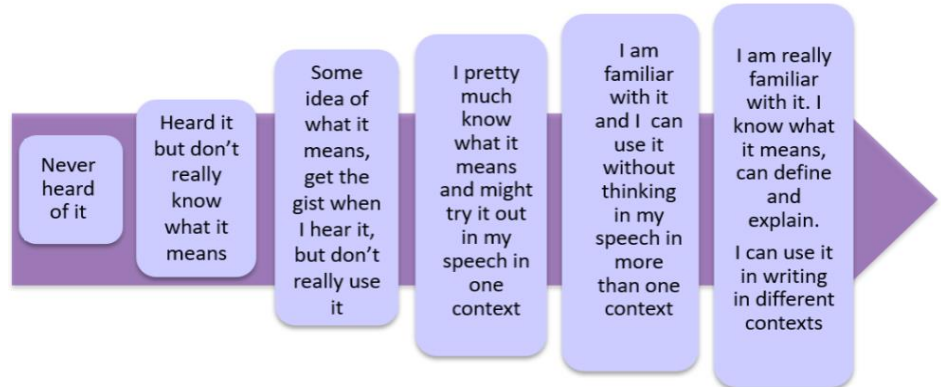 Never
heard
of it
Heard it
but don't
really
know
what it
means
Some
idea of
what it
means,
get the
gist when
I hear it,
but don't
really use
it
I pretty
much
know
what it
means
and might
try it out
in my
speech in
one
context
I am
familiar
with it
and I can
use it
without
thinking
in my
speech in
more
than one
context
I am really
familiar
with it. I
know what
it means,
can define
and
explain.
I can use it
in writing
in different
contexts